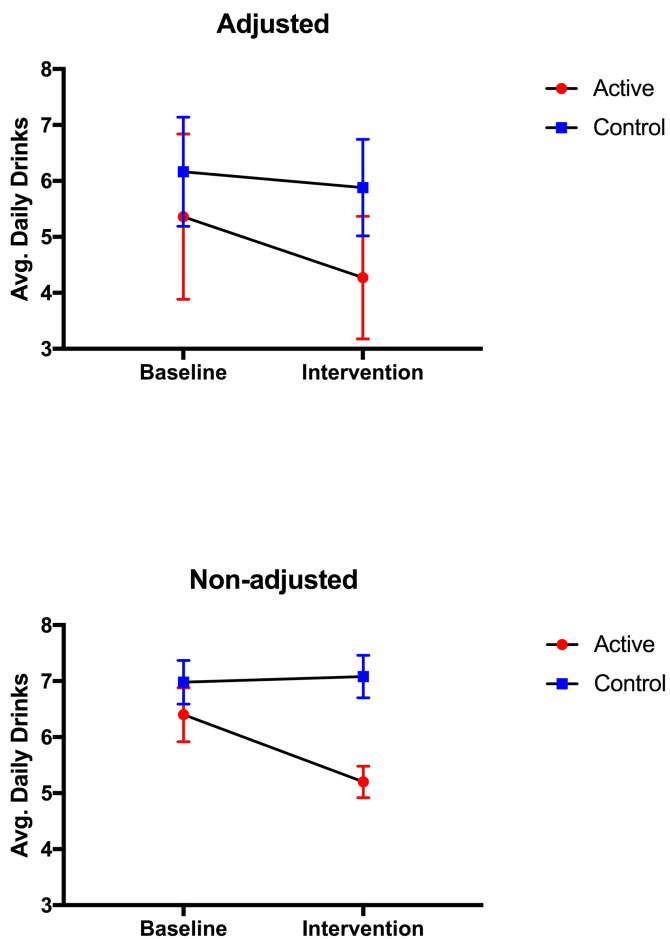 Adjusted
8
7
6
5
4
3
Avg. Daily Drinks
Baseline Intervention
Active
Control
Non-adjusted
8
7
6
5
4
3
Avg. Daily Drinks
Baseline Intervention
Active
Control